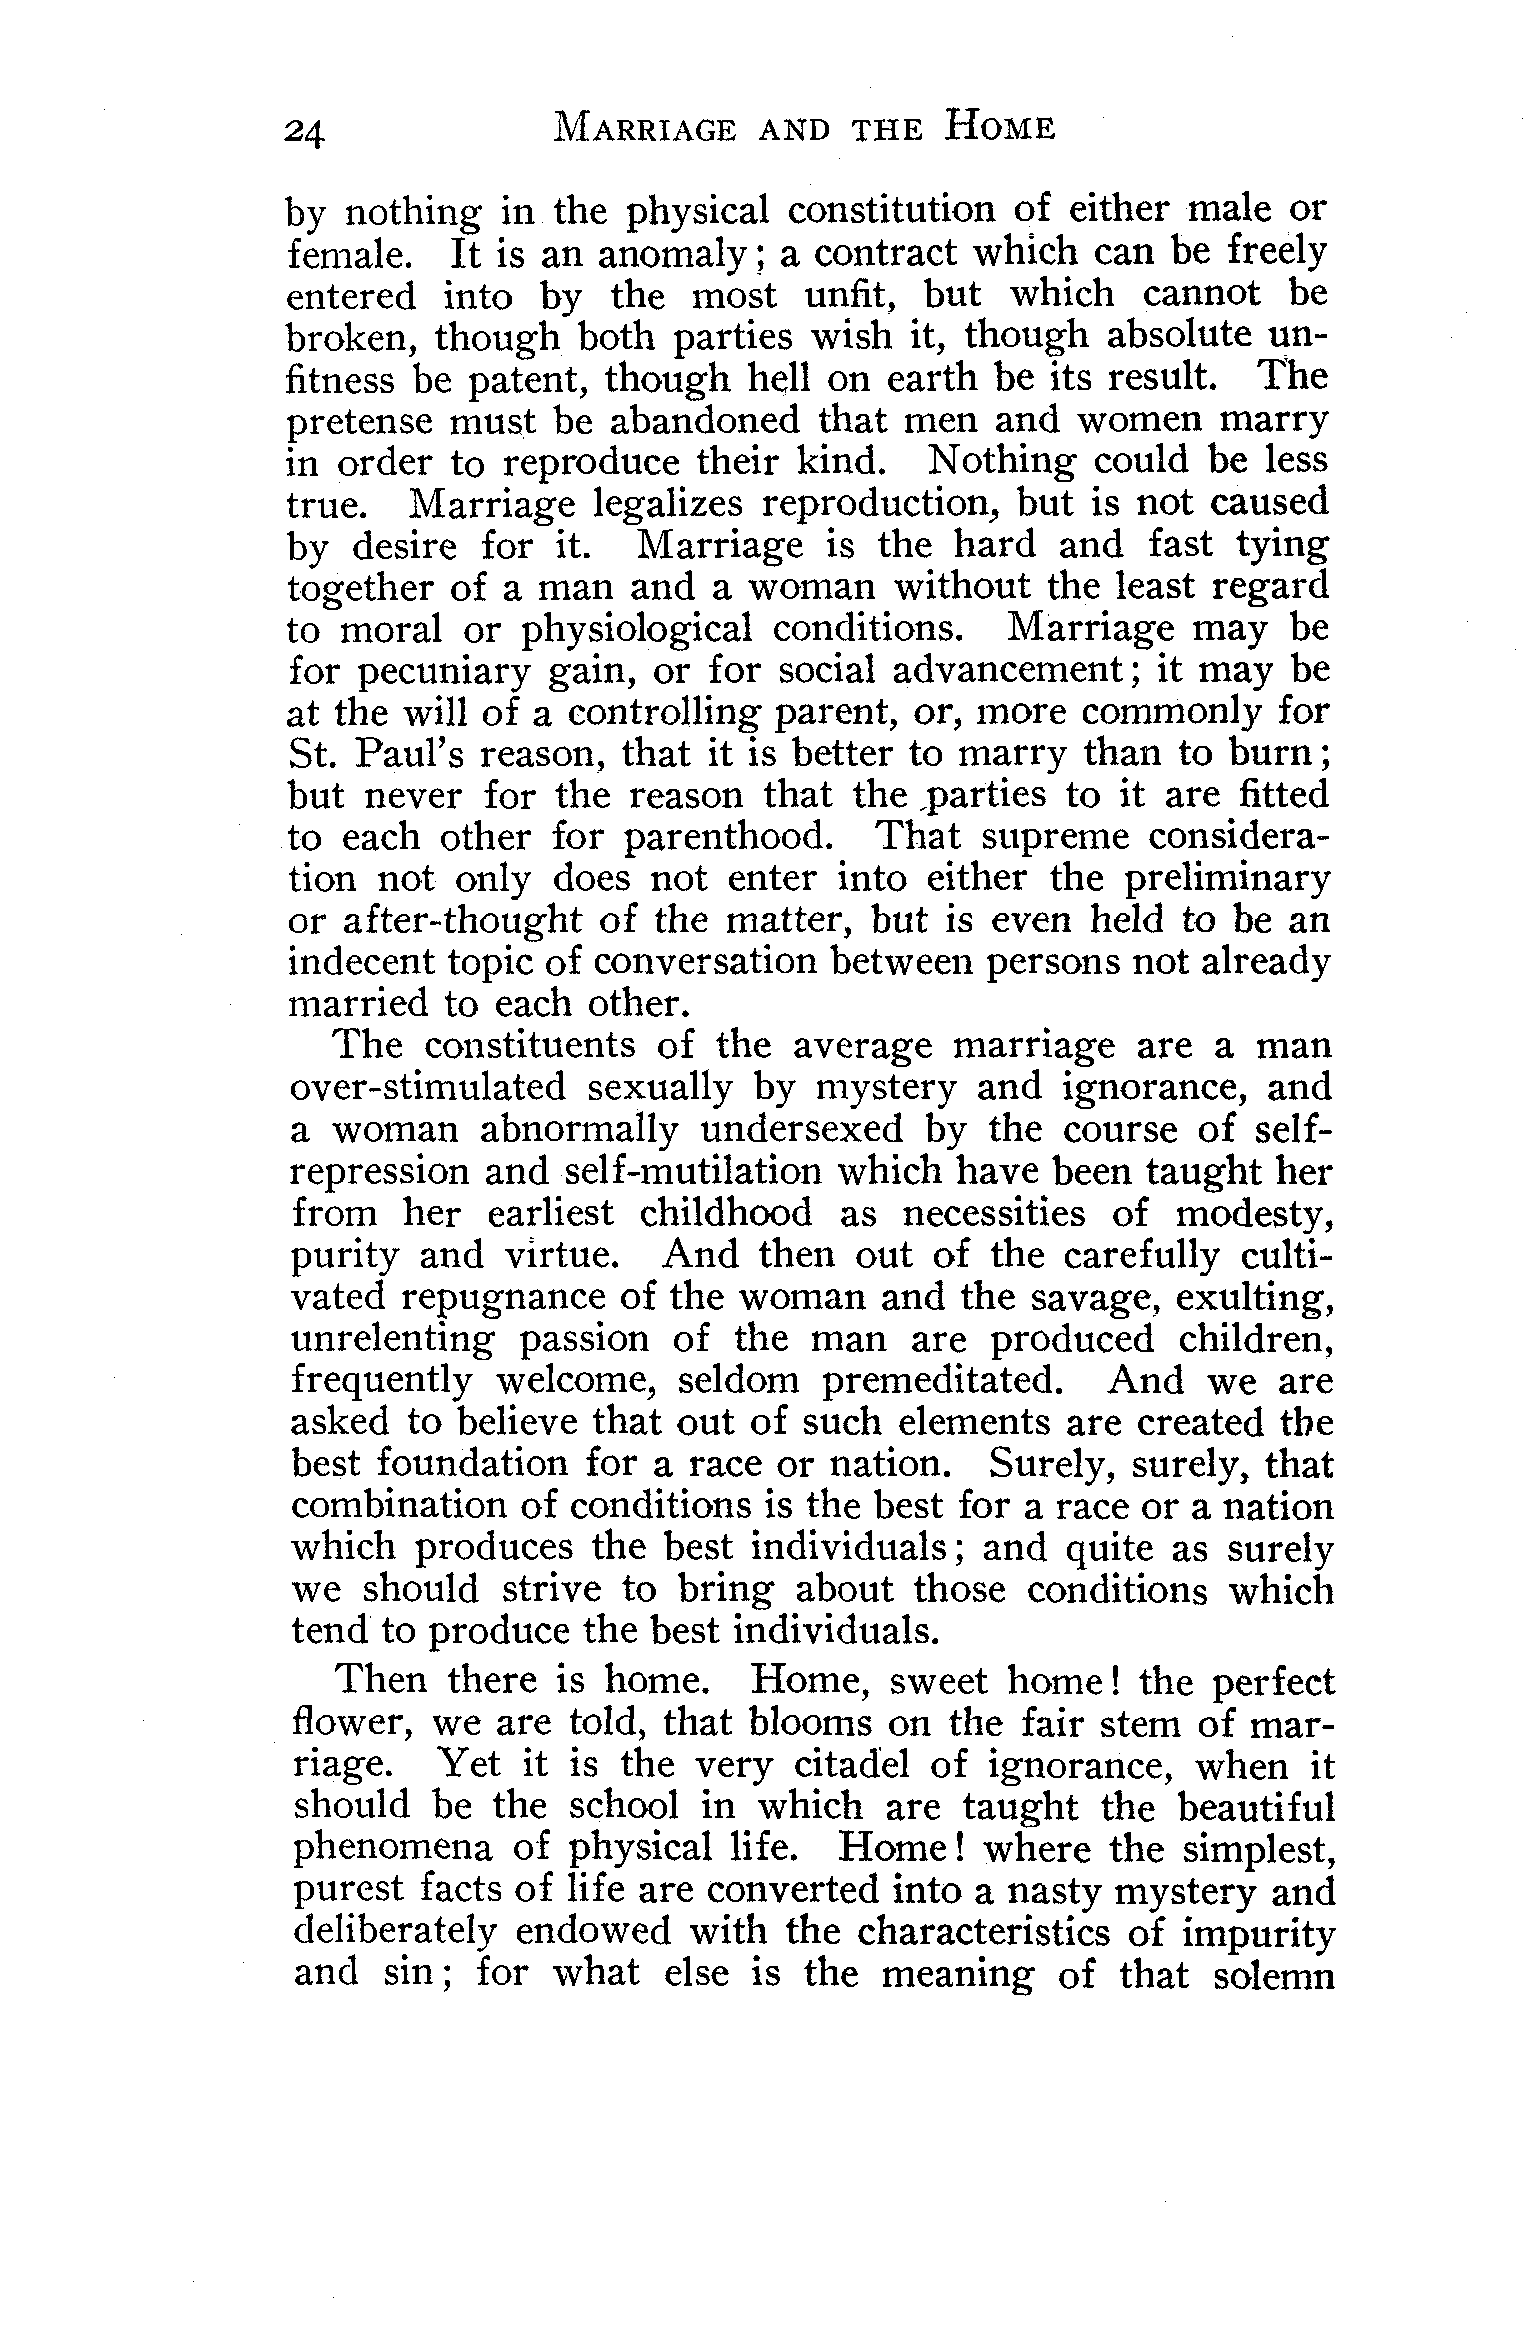 24 MARRIAGE AND THE HOME
by nothing in the physical constitution of either male or
female. It is an anomaly; a contract which can be freely
entered into by the most unfit, but which cannot be
broken, though both parties wish it, though absolute un-
fitness be patent, though hell on earth be its result. The
pretense must be abandoned that men and women marry
in order to reproduce their kind. Nothing could be less
true. Marriage legalizes reproduction, but is not caused
by desire for it. Marriage is the hard and fast tying
together of a man and a woman without the least regard
to moral or physiological conditions. Marriage may be
for pecuniary gain, or for social advancement; it may be
at the will of a controlling parent, or, more commonly for
St. Paul's reason, that it is better to marry than to burn;
but never for the reason that the parties to it are fitted
to each other for parenthood. That supreme considera-
tion not only does not enter into either the preliminary
or after-thought of the matter, but is even held to be an
indecent topic of conversation between persons not already
married to each other.
The constituents of the average marriage are a man
over-stimulated sexually by mystery and ignorance, and
a woman abnormally undersexed by the course of self-
repression and self-mutilation which have been taught her
from her earliest childhood as necessities of modesty,
purity and virtue. And then out of the carefully culti-
vated repugnance of the woman and the savage, exulting,
unrelenting passion of the man are produced children,
frequently welcome, seldom premeditated. And we are
asked to believe that out of such elements are created the
best foundation for a race or nation. Surely, surely, that
combination of conditions is the best for a race or a nation
which produces the best individuals; and quite as surely
we should strive to bring about those conditions which
tend to produce the best individuals.
Then there is home. Home, sweet home! the perfect
flower, we are told, that blooms on the fair stem of mar-
riage. Yet it is the very citadel of ignorance, when it
should be the school in which are taught the beautiful
phenomena of physical life. Home! where the simplest,
purest facts of life are converted into a nasty mystery and
deliberately endowed with the characteristics of impurity
and sin; for what else is the meaning of that solemn